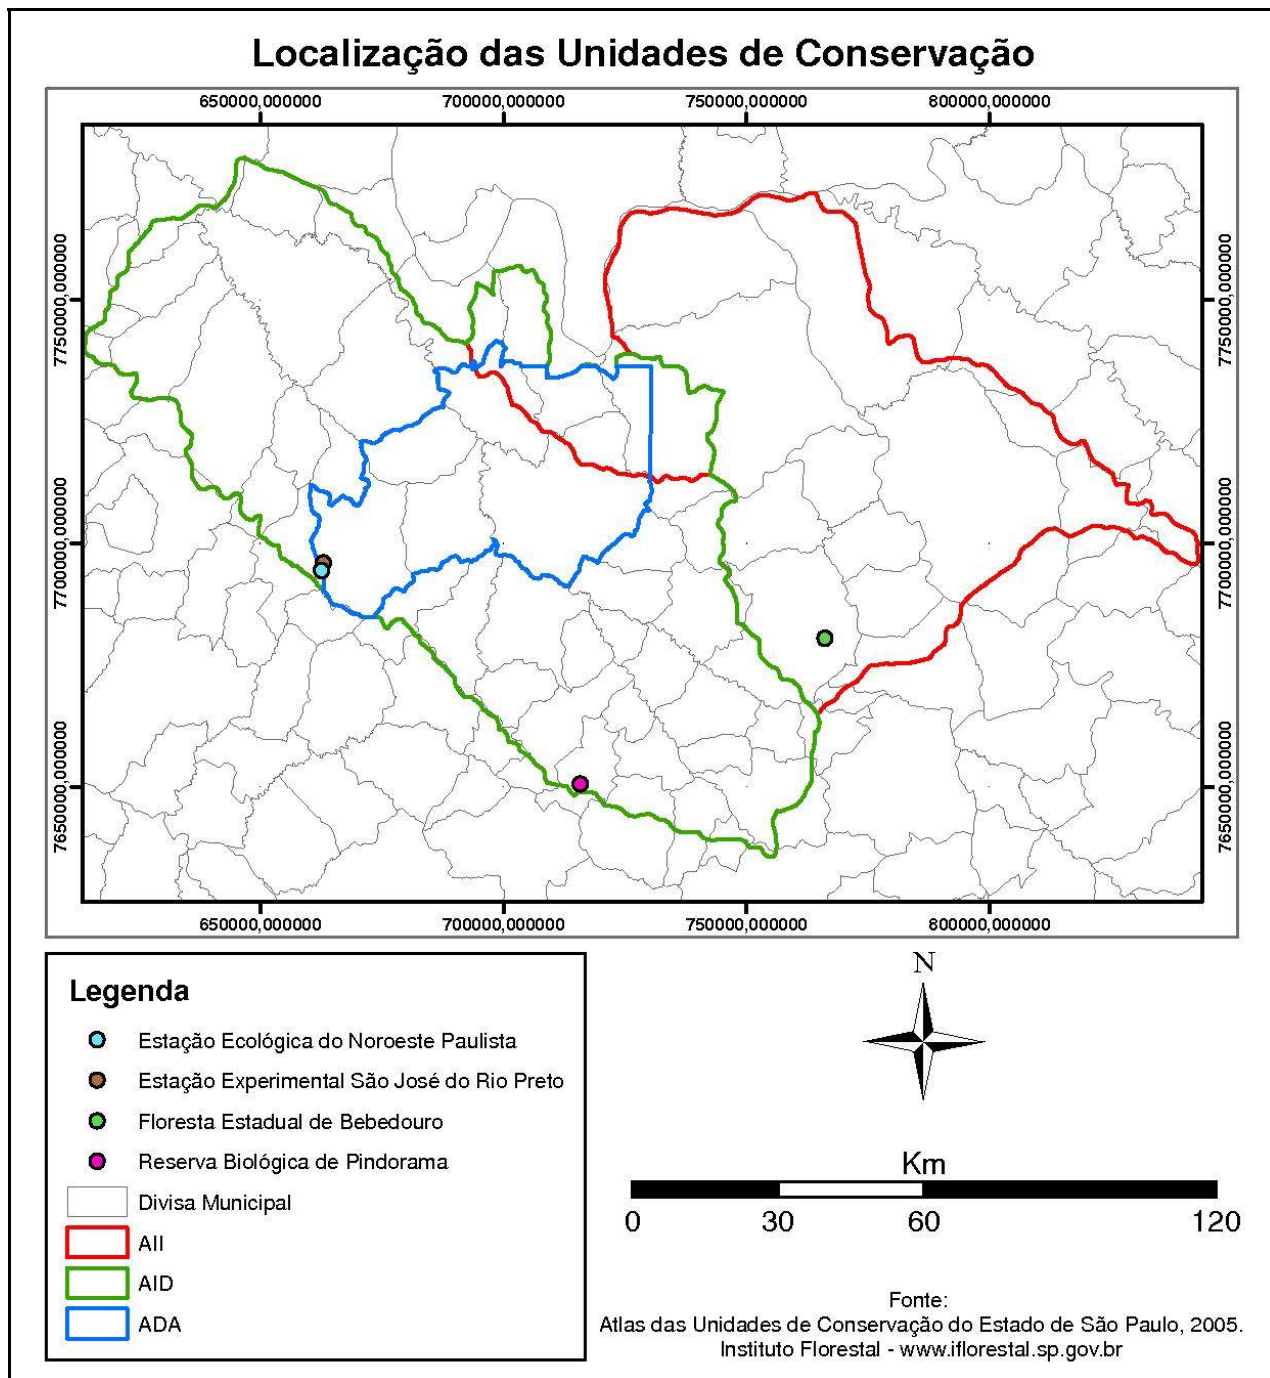 Localização das Unidades de Conservação
650000,000000 700000,000000 750000,000000 800000,000000
7750000,000000 7750000,000000
7700000,000000 7700000,000000
7650000,000000 7650000,000000
650000,000000 700000,000000 750000,000000 800000,000000
Legenda
Estação Ecológica do Noroeste Paulista
Estação Experimental São José do Rio Preto
Floresta Estadual de Bebedouro
Reserva Biológica de Pindorama
Divisa Municipal
AII
AID
ADA
N
Km
0 30 60 120
Fonte:
Atlas das Unidades de Conservação do Estado de São Paulo, 2005.
Instituto Florestal - www.iflorestal.sp.gov.br